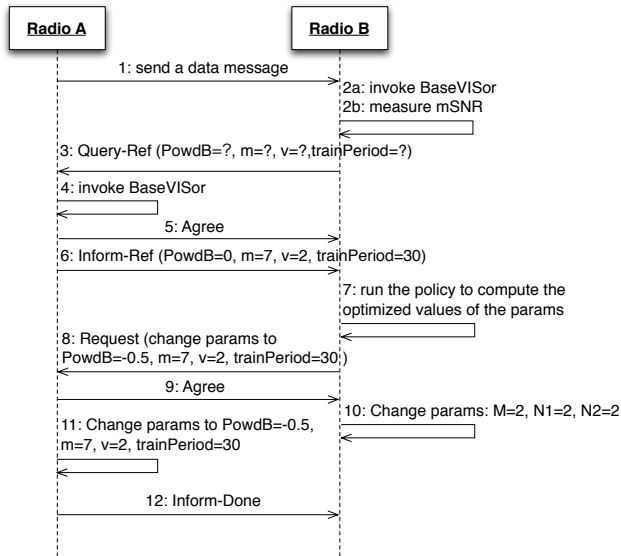 Radio A
Radio B
1: send a data message
2a: invoke BaseVISor
2b: measure mSNR
3: Query-Ref (PowdB=?, m=?, v=?,trainPeriod=?)
4: invoke BaseVISor
5: Agree
6: Inform-Ref (PowdB=0, m=7, v=2, trainPeriod=30)
7: run the policy to compute the
optimized values of the params
8: Request (change params to
PowdB=-0.5, m=7, v=2, trainPeriod=30 )
9: Agree
10: Change params: M=2, N1=2, N2=2
11: Change params to PowdB=-0.5,
m=7, v=2, trainPeriod=30
12: Inform-Done